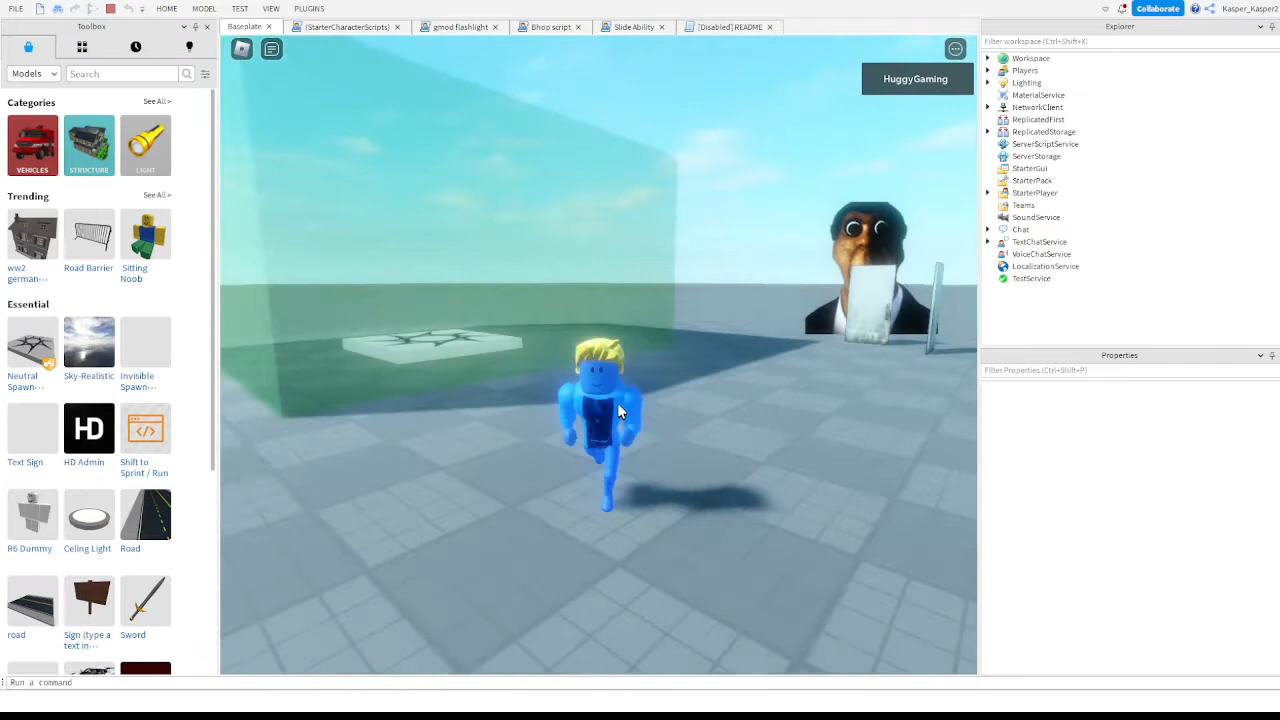 FILE HOME MODEL TEST VIEW PLUGINS Collaborate Kasper_Kasper2
Toolbox
Baseplate
(StarterCharacterScripts)
gmod flashlight
Bhop script
Slide Ability
[Disabled] README
Explorer
Models
Search
Filter workspace (Ctrl+Shift+X)
HuggyGaming
Categories
See All >
VEHICLES
STRUCTURE
LIGHT
Trending
See All >
ww2
german-···
Road Barrier
Sitting
Noob
Essential
Neutral
Spawn-···
Sky-Realistic
Invisible
Spawn-···
Text Sign
HD
HD Admin
Shift to
Sprint / Run
R6 Dummy
Celing Light
Road
road
Sign (type a
text in-···
Sword
Workspace
Players
Lighting
MaterialService
NetworkClient
ReplicatedFirst
ReplicatedStorage
ServerScriptService
ServerStorage
StarterGui
StarterPack
StarterPlayer
Teams
SoundService
Chat
TextChatService
VoiceChatService
LocalizationService
TestService
Properties
Filter Properties (Ctrl+Shift+P)
Run a command